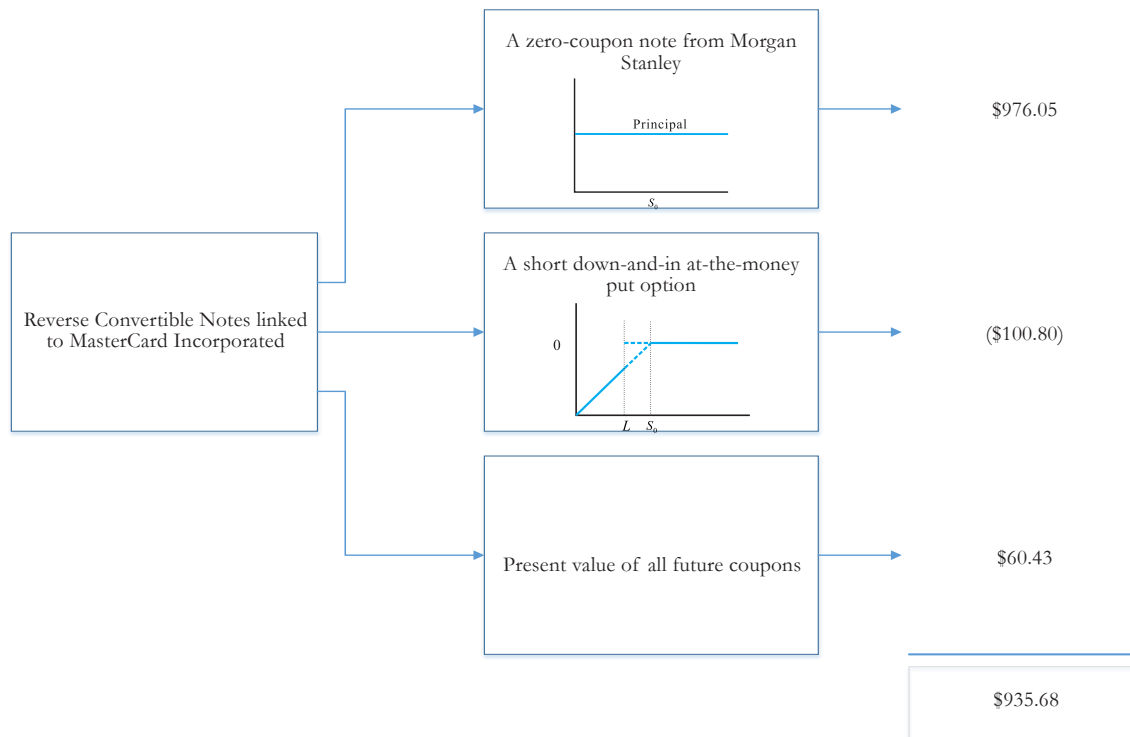 A zero-coupon note from Morgan
Stanley
Principal
S₀
$976.05
Reverse Convertible Notes linked
to MasterCard Incorporated
A short down-and-in at-the-money
put option
0
L S₀
($100.80)
Present value of all future coupons
$60.43
$935.68